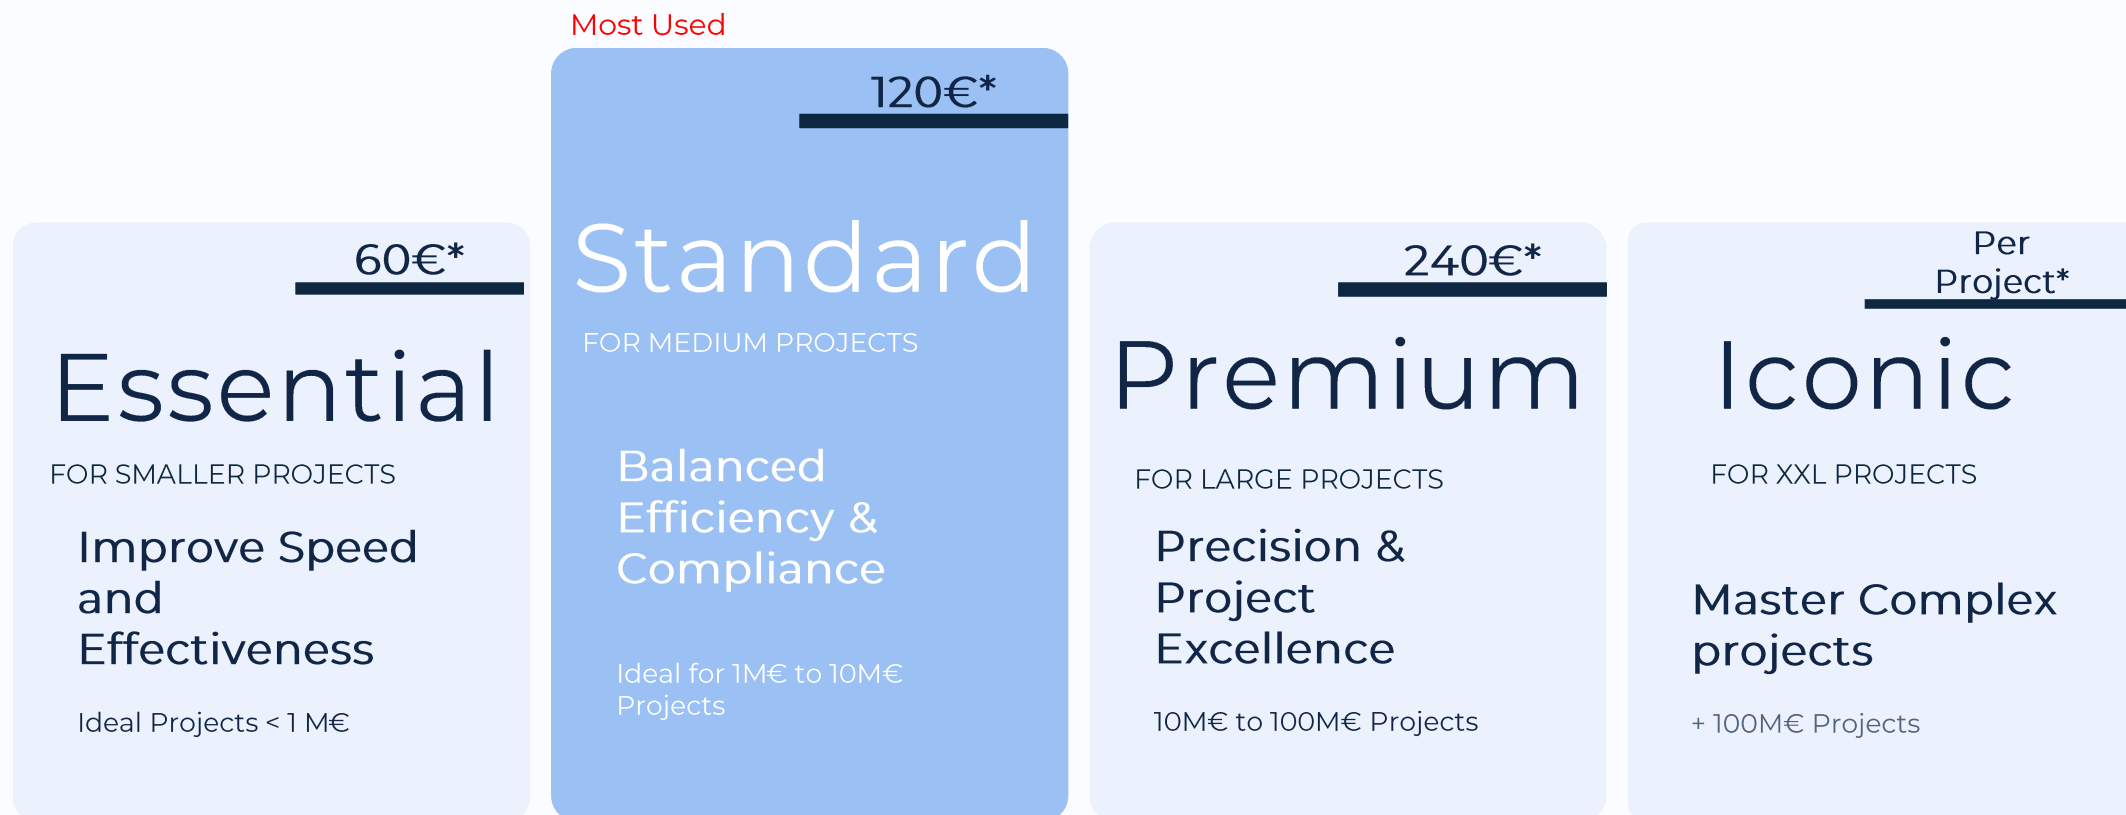 Most Used
60€*
Essential
FOR SMALLER PROJECTS
Improve Speed
and
Effectiveness
Ideal Projects < 1 M€
120€*
Standard
FOR MEDIUM PROJECTS
Balanced
Efficiency &
Compliance
Ideal for 1M€ to 10M€
Projects
240€*
Premium
FOR LARGE PROJECTS
Precision &
Project
Excellence
10M€ to 100M€ Projects
Per
Project*
Iconic
FOR XXL PROJECTS
Master Complex
projects
+ 100M€ Projects